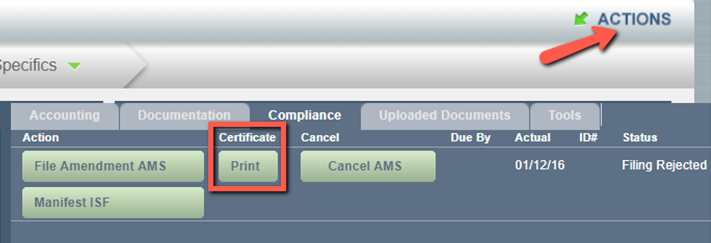 ACTIONS
Specifics
Accounting Documentation Compliance Uploaded Documents Tools
Action Certificate Cancel Due By Actual ID# Status
File Amendment AMS Print Cancel AMS 01/12/16 Filing Rejected
Manifest ISF